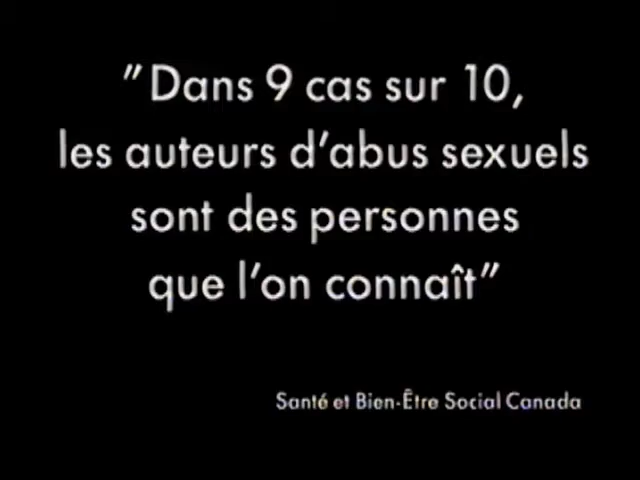 "Dans 9 cas sur 10,
les auteurs d'abus sexuels
sont des personnes
que l'on connaît"
Santé et Bien-Être Social Canada